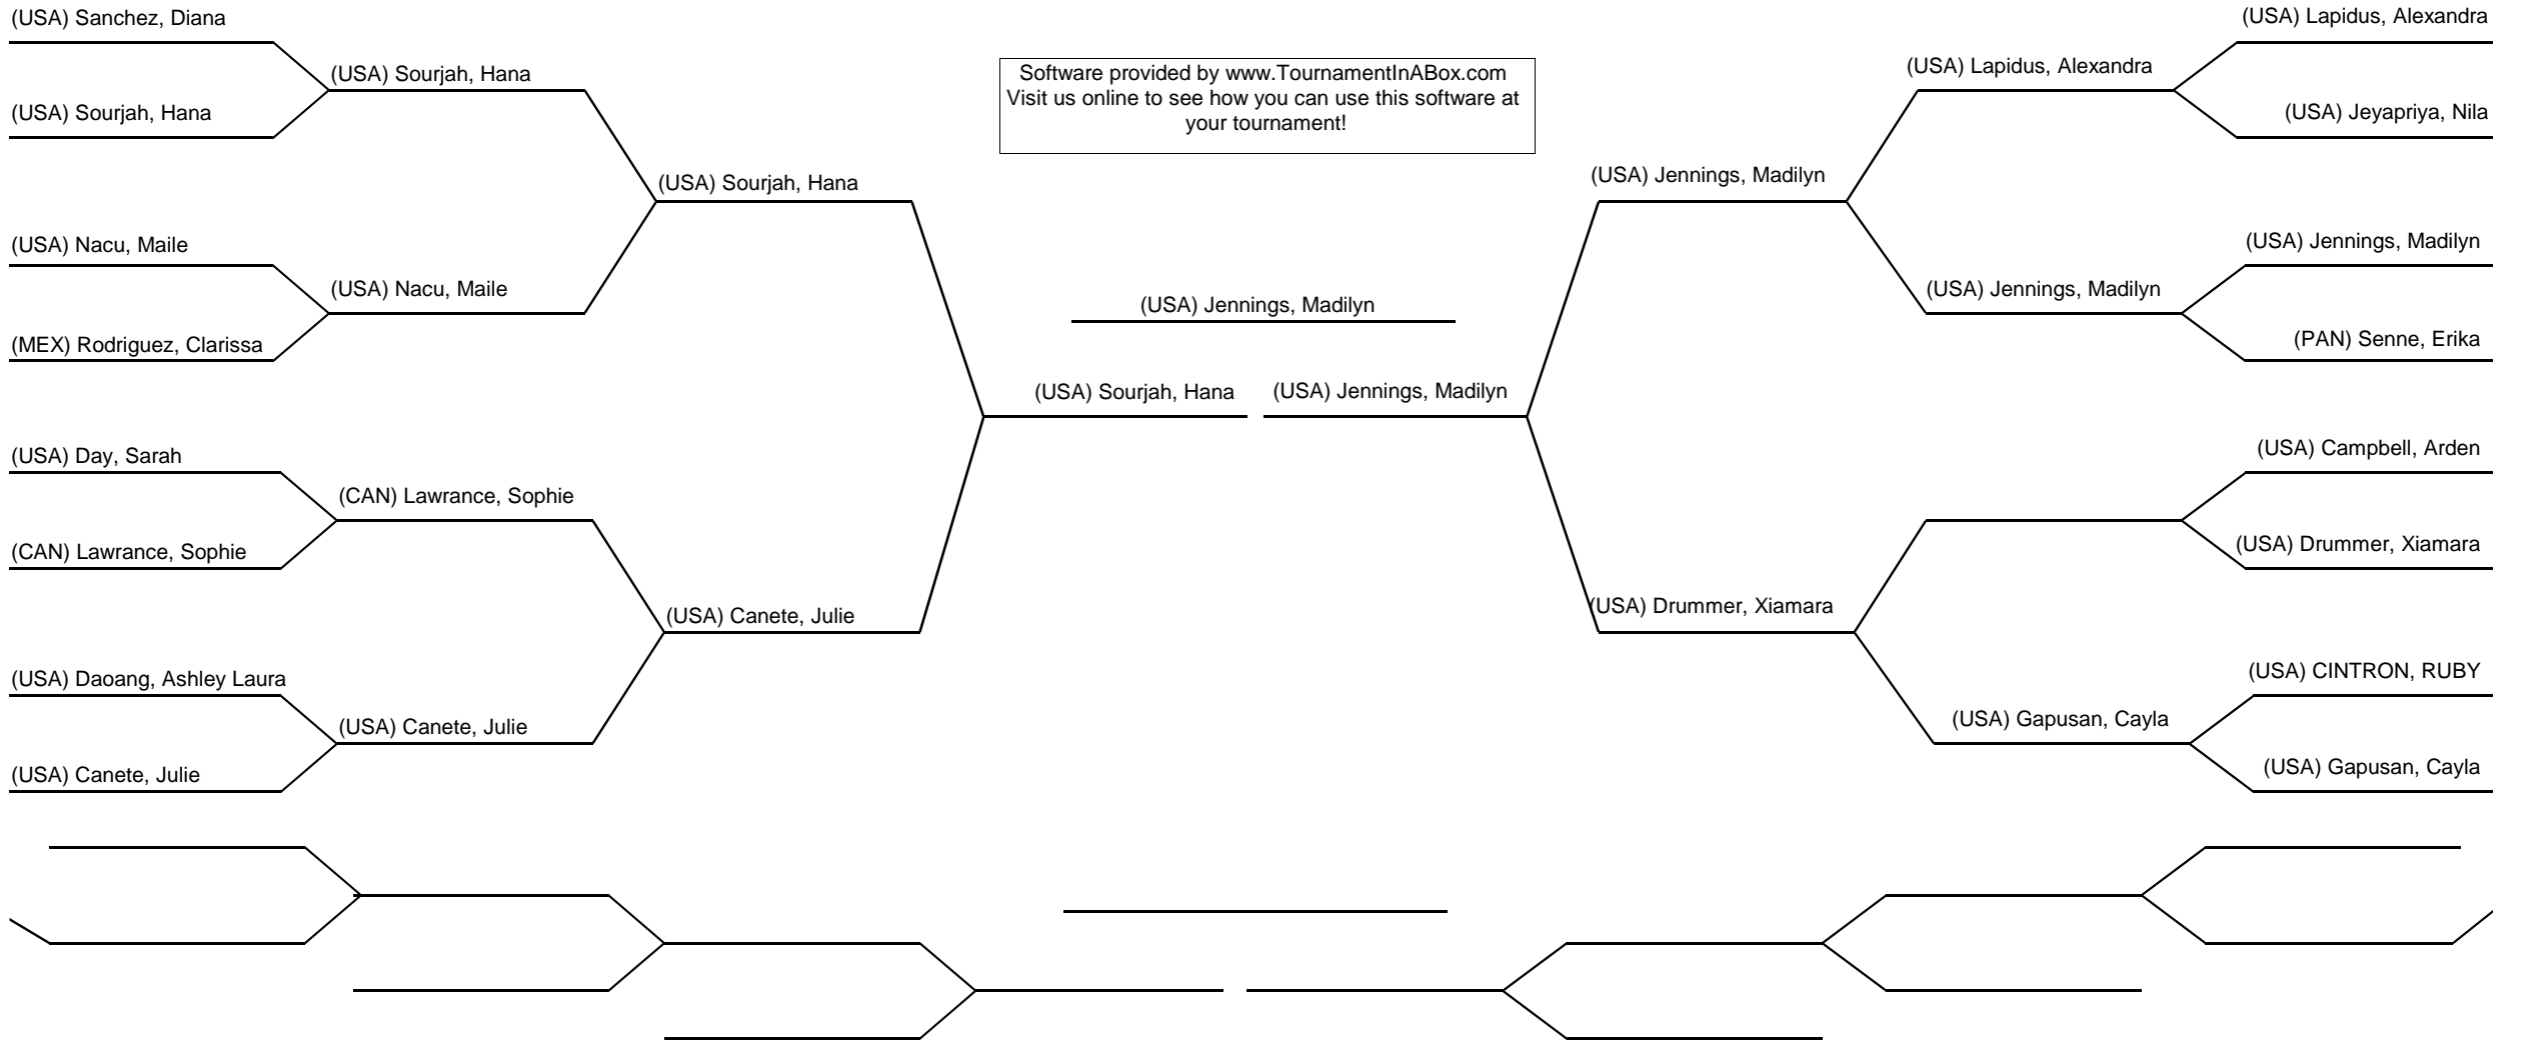 (USA) Sanchez, Diana
(USA) Sourjah, Hana
(USA) Nacu, Maile
(MEX) Rodriguez, Clarissa
(USA) Day, Sarah
(CAN) Lawrance, Sophie
(USA) Daoang, Ashley Laura
(USA) Canete, Julie
(USA) Sourjah, Hana
(USA) Nacu, Maile
(CAN) Lawrance, Sophie
(USA) Canete, Julie
(USA) Sourjah, Hana
(USA) Canete, Julie
Software provided by www.TournamentInABox.com
Visit us online to see how you can use this software at
your tournament!
(USA) Jennings, Madilyn
(USA) Sourjah, Hana
(USA) Jennings, Madilyn
(USA) Jennings, Madilyn
(USA) Drummer, Xiamara
(USA) Lapidus, Alexandra
(USA) Jennings, Madilyn
(USA) Gapusan, Cayla
(USA) Lapidus, Alexandra
(USA) Jeyapriya, Nila
(USA) Jennings, Madilyn
(PAN) Senne, Erika
(USA) Campbell, Arden
(USA) Drummer, Xiamara
(USA) CINTRON, RUBY
(USA) Gapusan, Cayla